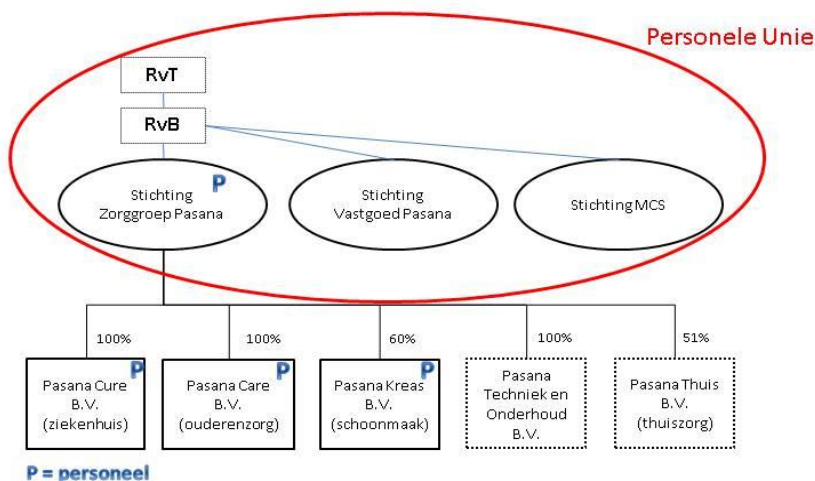 Personele Unie
RvT
RvB
P
Stichting
Zorggroep Pasana
Stichting
Vastgoed Pasana
Stichting MCS
100%
100%
60%
100%
51%
P
Pasana Cure
B.V.
(ziekenhuis)
P
Pasana Care
B.V.
(ouderenzorg)
P
Pasana Kreas
B.V.
(schoonmaak)
Pasana
Techniek en
Onderhoud
B.V.
Pasana Thuis
B.V.
(thuiszorg)
P = personeel